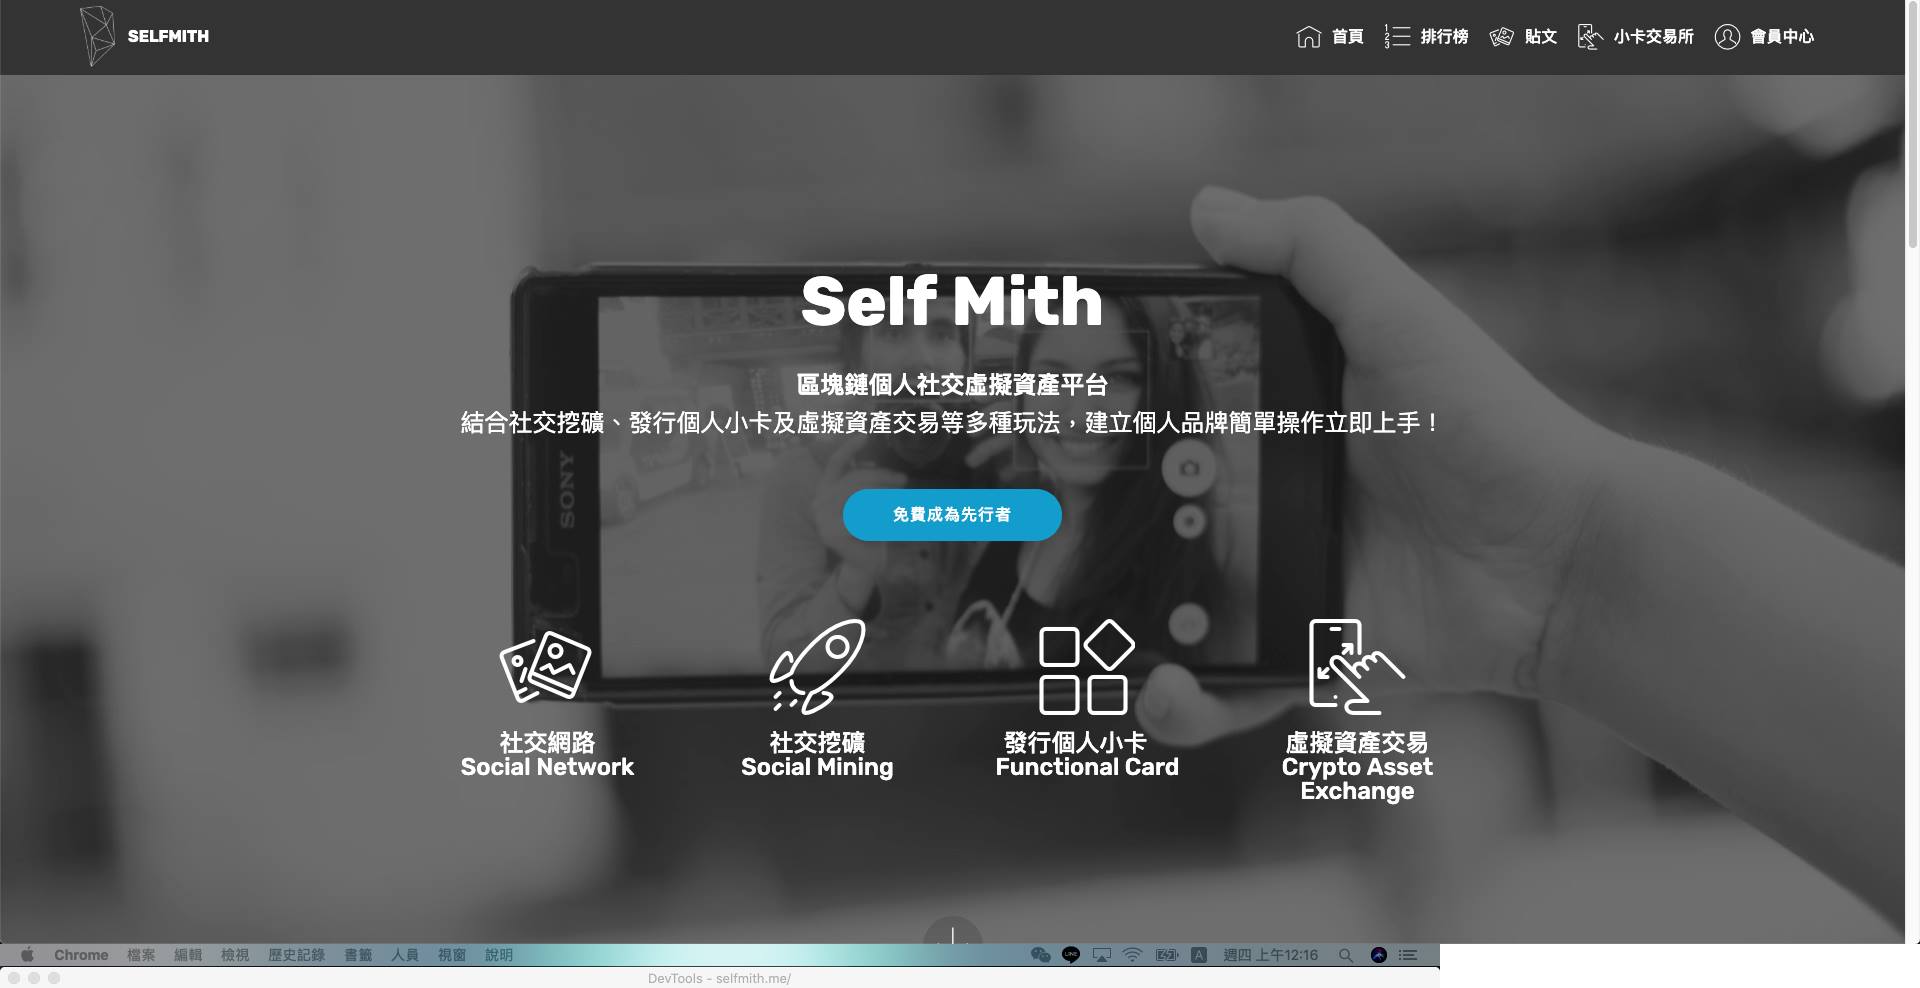 SELFMITH
首頁
排行榜
貼文
小卡交易所
會員中心
Self Mith
區塊鏈個人社交虛擬資產平台
結合社交挖礦、發行個人小卡及虛擬資產交易等多種玩法，建立個人品牌簡單操作立即上手！
SONY
免費成為先行者
社交網路
Social Network
社交挖礦
Social Mining
發行個人小卡
Functional Card
虛擬資產交易
Crypto Asset
Exchange
Chrome 檔案 編輯 檢視 歷史記錄 書籤 人員 視窗 說明
LINE
A
週四 上午12:16
DevTools - selfmith.me/